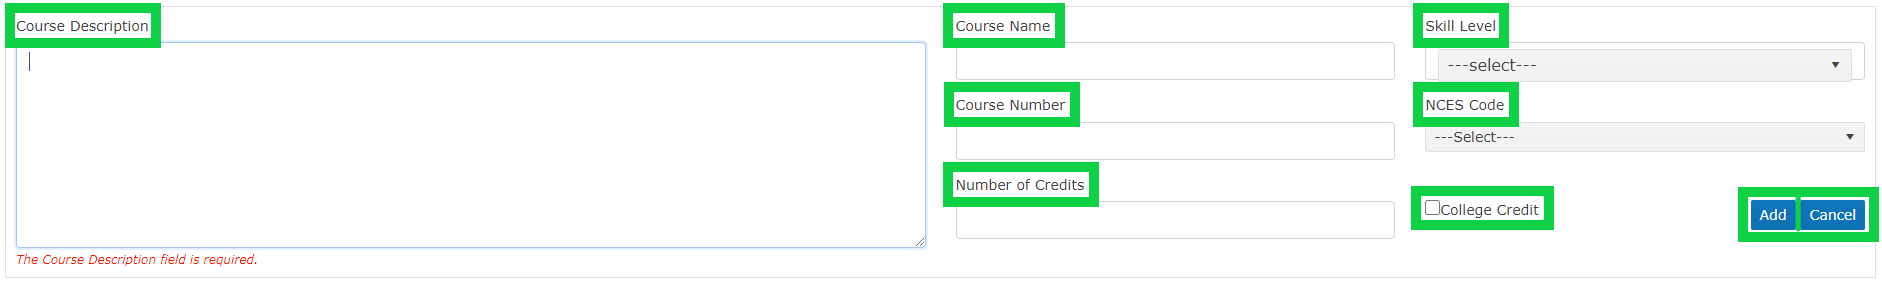 Course Description
The Course Description field is required.
Course Name
Course Number
Number of Credits
Skill Level
---select---
NCES Code
---Select---
College Credit
Add
Cancel